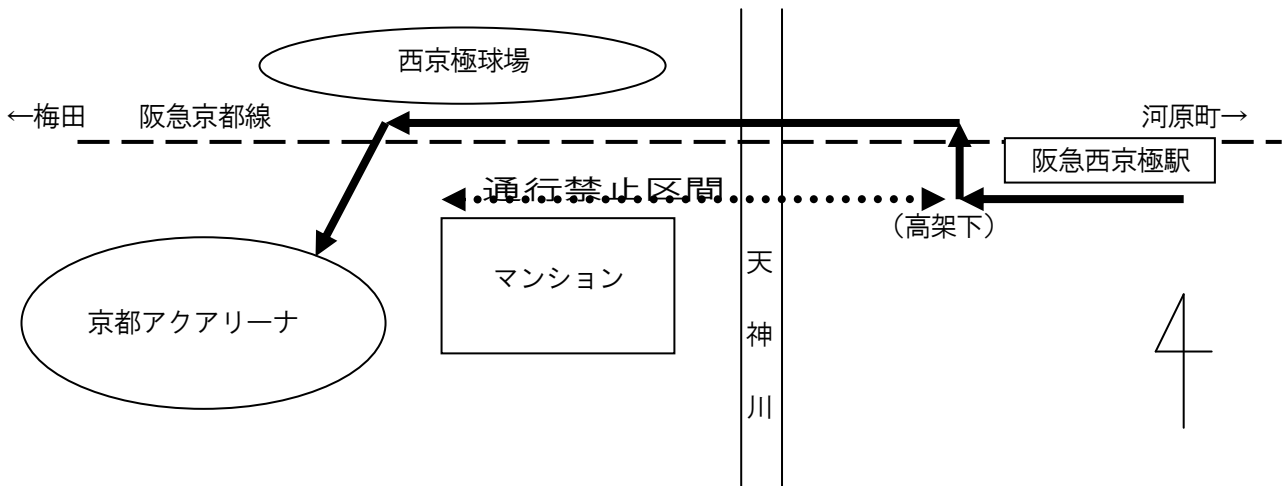 西京極球場
←梅田
阪急京都線
河原町→
阪急西京極駅
通行禁止区間
(高架下)
マンション
天神川
京都アクアリーナ